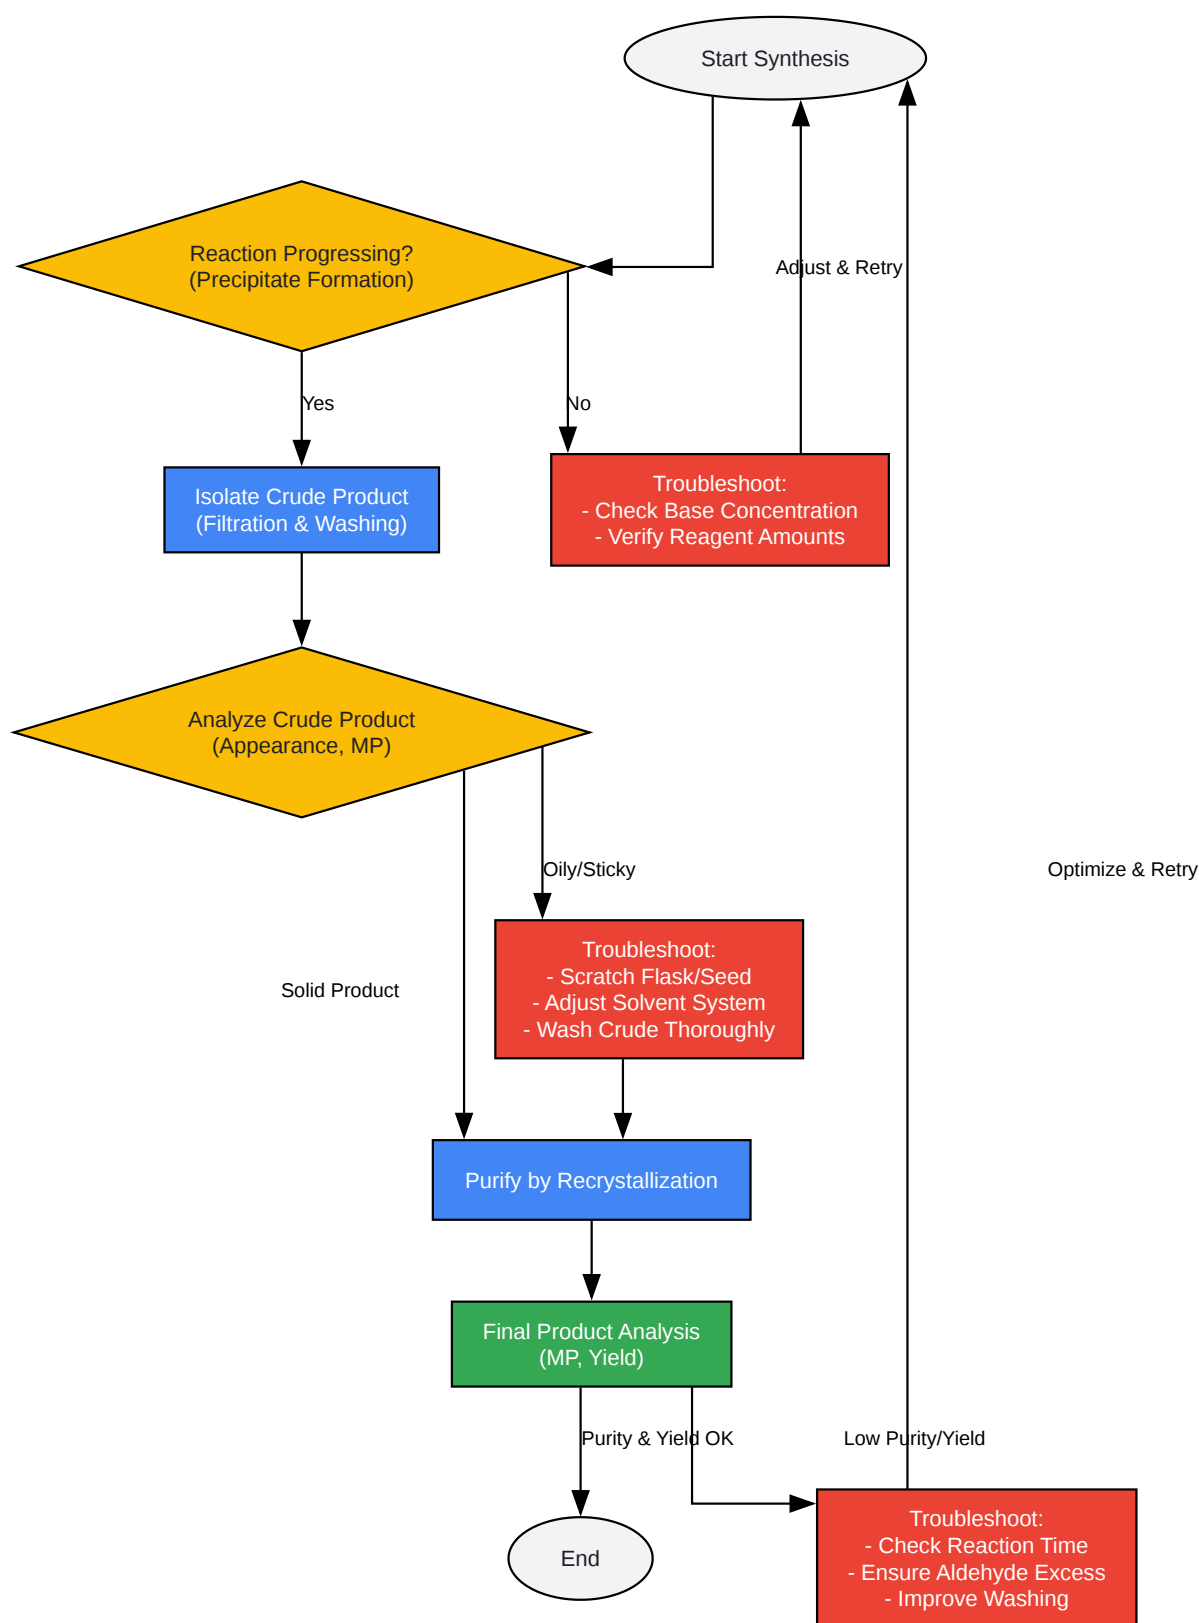 Start Synthesis
Reaction Progressing?
(Precipitate Formation)
Adjust & Retry
Yes
No
Isolate Crude Product
(Filtration & Washing)
Troubleshoot:
- Check Base Concentration
- Verify Reagent Amounts
Analyze Crude Product
(Appearance, MP)
Oily/Sticky
Optimize & Retry
Troubleshoot:
- Scratch Flask/Seed
- Adjust Solvent System
- Wash Crude Thoroughly
Solid Product
Purify by Recrystallization
Final Product Analysis
(MP, Yield)
Purity & Yield OK
Low Purity/Yield
Troubleshoot:
- Check Reaction Time
- Ensure Aldehyde Excess
- Improve Washing
End